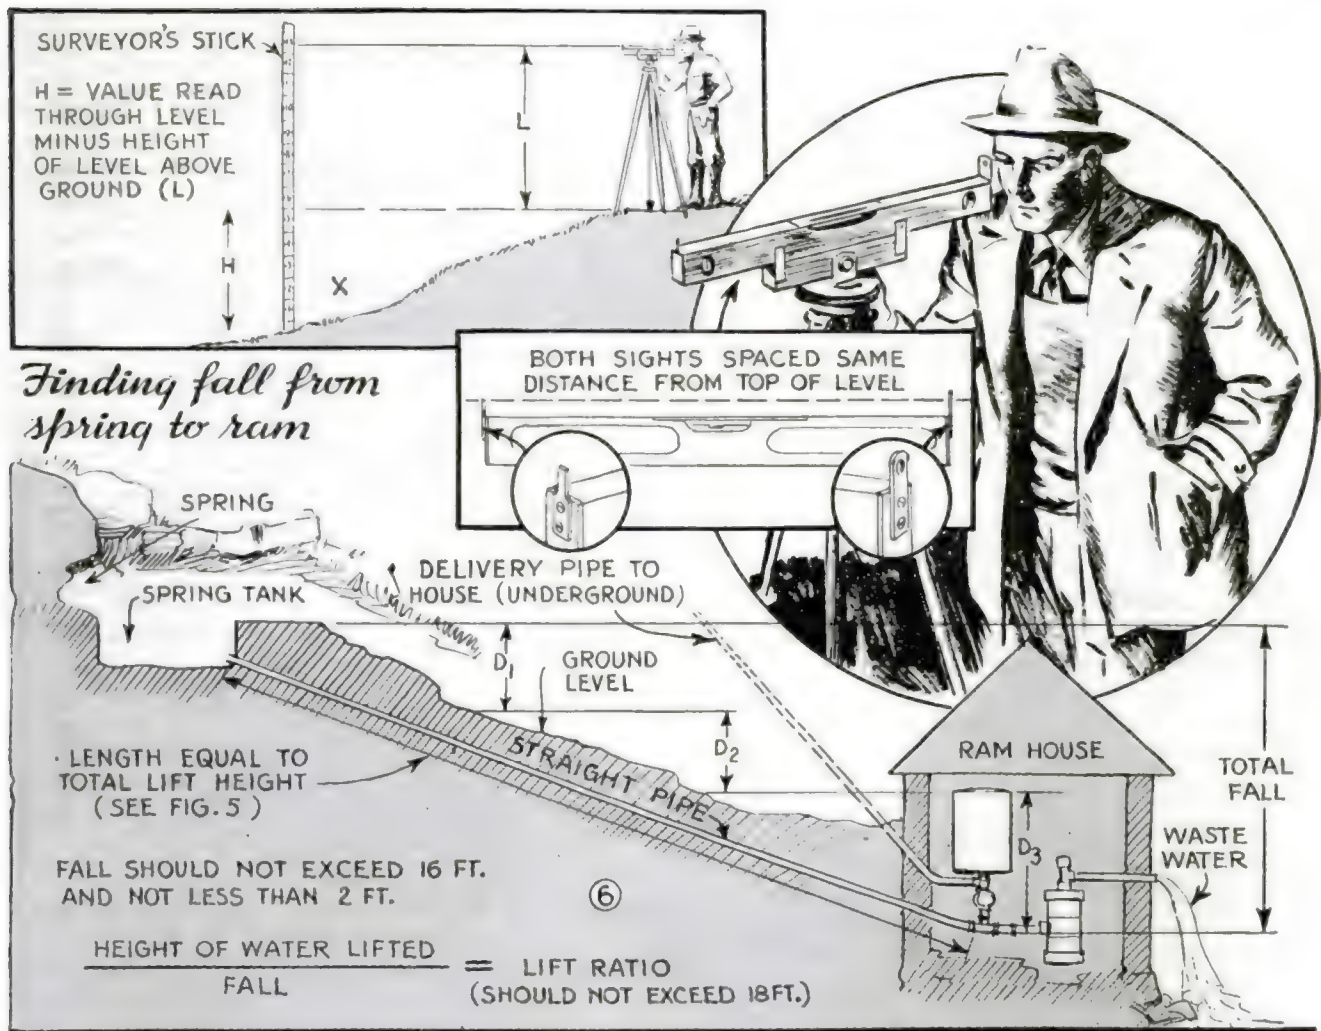 SURVEYOR'S STICK
H = VALUE READ
THROUGH LEVEL
MINUS HEIGHT
OF LEVEL ABOVE
GROUND (L)
L
H
X
BOTH SIGHTS SPACED SAME
DISTANCE FROM TOP OF LEVEL
Finding fall from
spring to ram
SPRING
SPRING TANK
DELIVERY PIPE TO
HOUSE (UNDERGROUND)
D1
GROUND
LEVEL
D2
STRAIGHT PIPE
RAM HOUSE
D3
TOTAL
FALL
WASTE
WATER
LENGTH EQUAL TO
TOTAL LIFT HEIGHT
(SEE FIG. 5)
FALL SHOULD NOT EXCEED 16 FT.
AND NOT LESS THAN 2 FT.
6
HEIGHT OF WATER LIFTED
FALL
= LIFT RATIO
(SHOULD NOT EXCEED 18FT.)